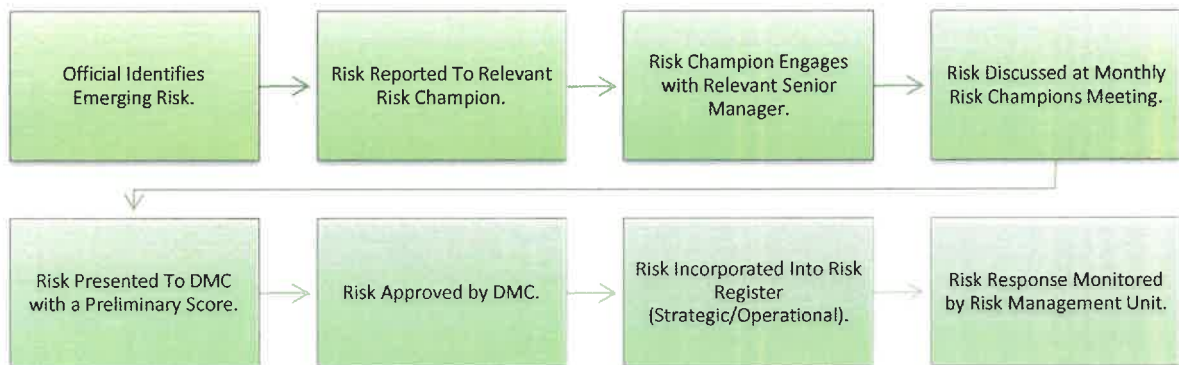 Official Identifies
Emerging Risk.
Risk Reported To Relevant
Risk Champion.
Risk Champion Engages
with Relevant Senior
Manager.
Risk Discussed at Monthly
Risk Champions Meeting.
Risk Presented To DMC
with a Preliminary Score.
Risk Approved by DMC.
Risk Incorporated Into Risk
Register
(Strategic/Operational).
Risk Response Monitored
by Risk Management Unit.